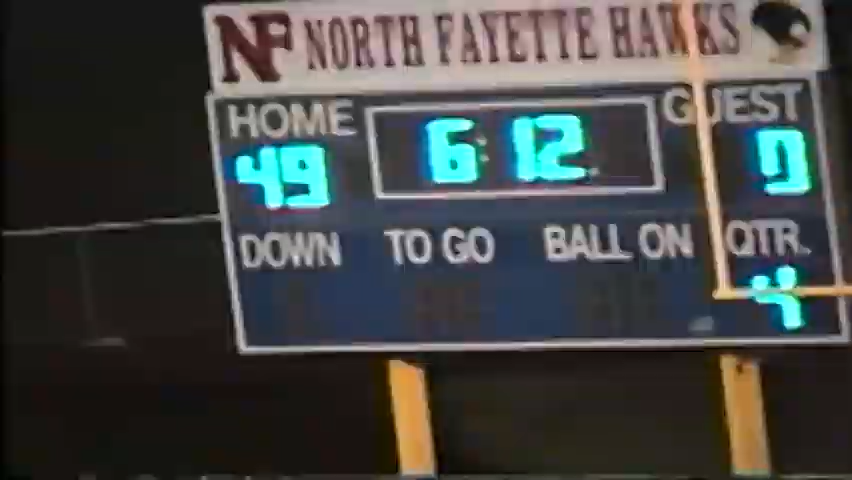 NF NORTH FAYETTE HAWKS
HOME 6:12 GUEST
49 0
DOWN TO GO BALL ON QTR.
4